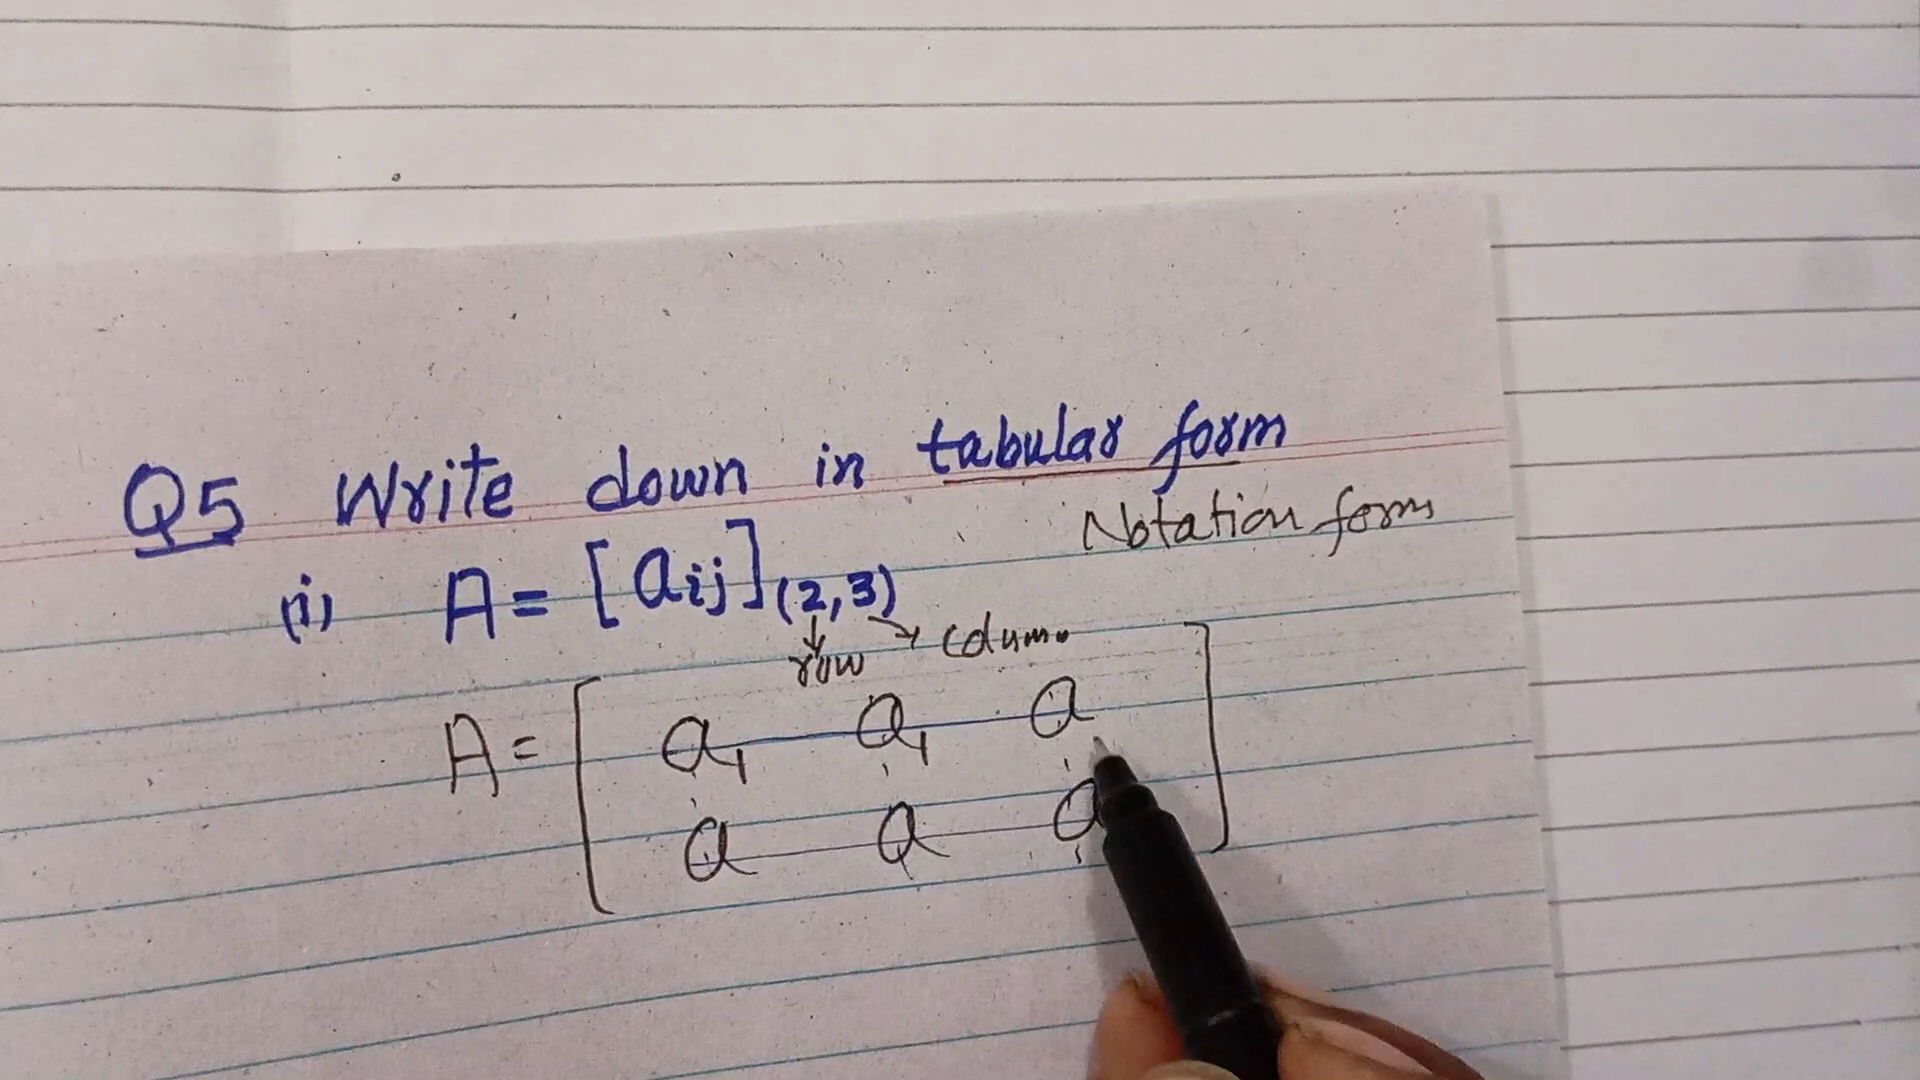 Q5 Write down in tabular form
Notation form
(i) A = [aij](2,3)
row column
A = [ a1 a1 a
a a a ]